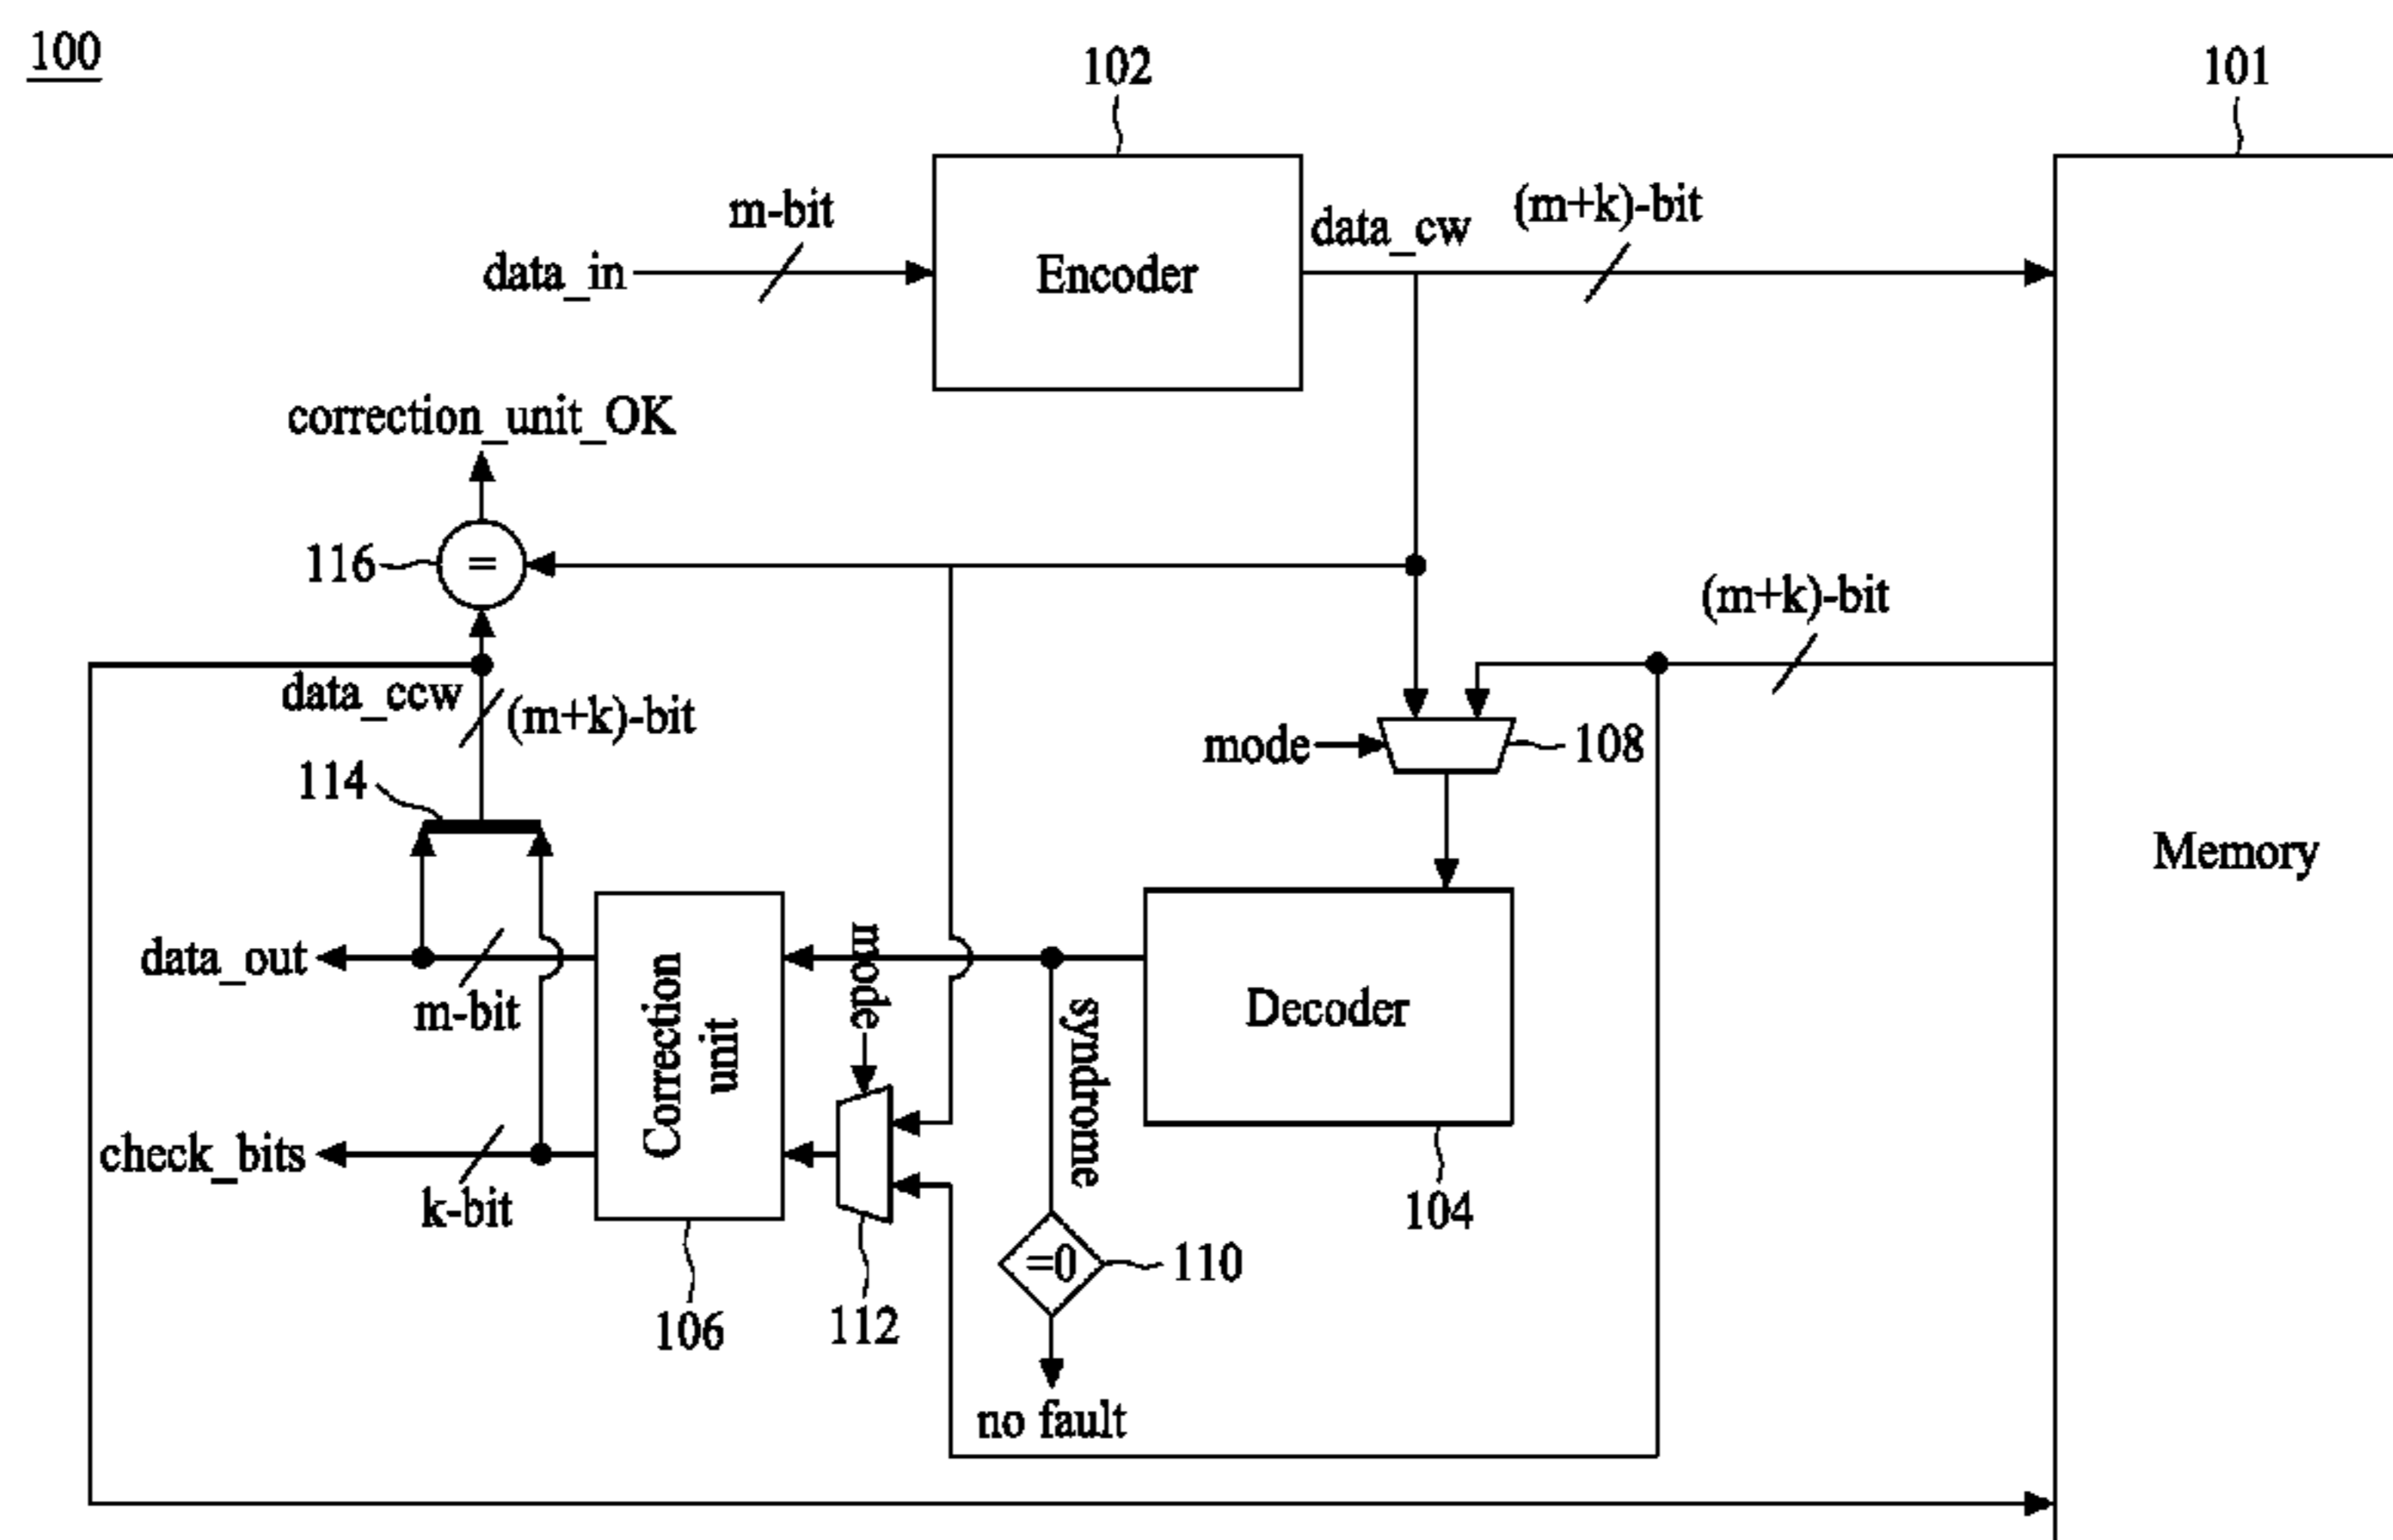 100
102
101
m-bit
(m+k)-bit
data_cw
data_in
Encoder
correction_unit_OK
116
=
(m+k)-bit
data_ccw
(m+k)-bit
mode
108
114
Memory
mode
data_out
m-bit
Correction
unit
syndrome
Decoder
check_bits
k-bit
104
=0
110
106
112
no fault